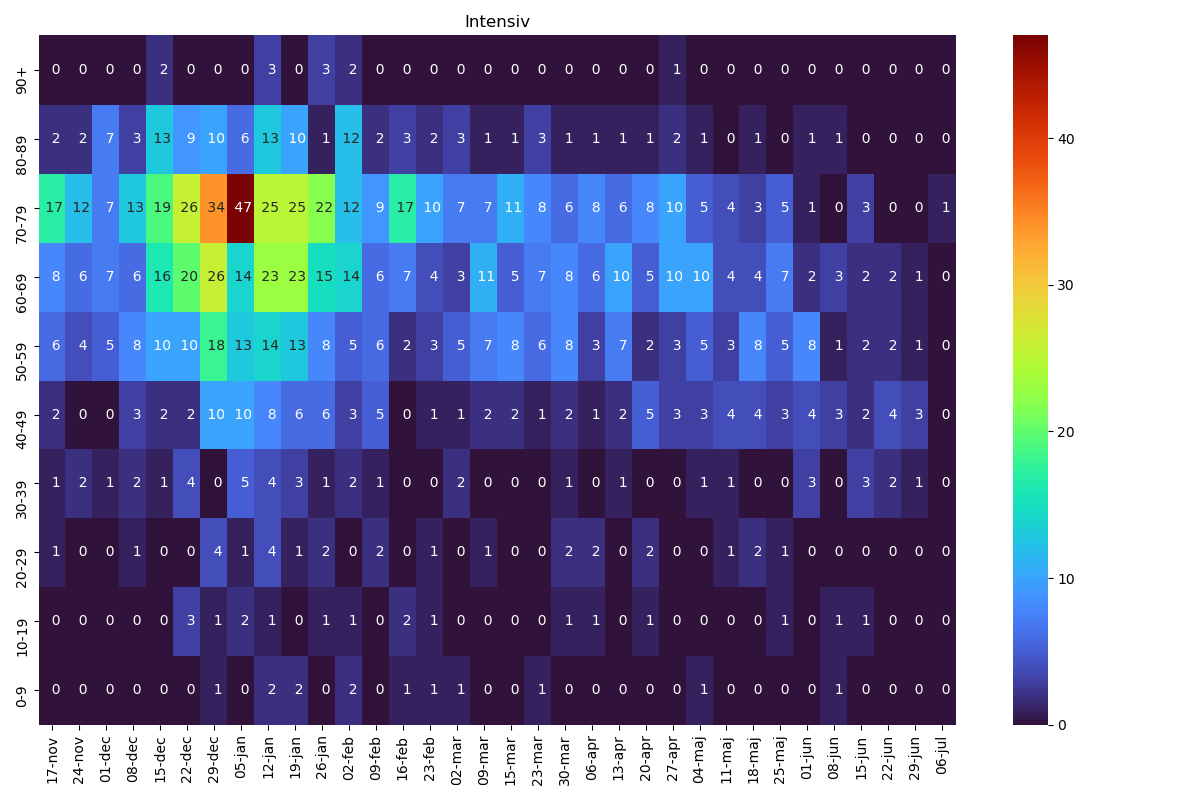 Intensiv
90+ 0 0 0 0 2 0 0 0 3 0 3 2 0 0 0 0 0 0 0 0 0 0 0 1 0 0 0 0 0 0 0 0 0 0
80-89 2 2 7 3 13 9 10 6 13 10 1 12 2 3 2 3 1 1 3 1 1 1 1 2 1 0 1 0 1 1 0 0 0 0
70-79 17 12 7 13 19 26 34 47 25 25 22 12 9 17 10 7 7 11 8 6 8 6 8 10 5 4 3 5 1 0 3 0 0 1
60-69 8 6 7 6 16 20 26 14 23 23 15 14 6 7 4 3 11 5 7 8 6 10 5 10 10 4 4 7 2 3 2 2 1 0
50-59 6 4 5 8 10 10 18 13 14 13 8 5 6 2 3 5 7 8 6 8 3 7 2 3 5 3 8 5 8 1 2 2 1 0
40-49 2 0 0 3 2 2 10 10 8 6 6 3 5 0 1 1 2 2 1 2 1 2 5 3 3 4 4 3 4 3 2 4 3 0
30-39 1 2 1 2 1 4 0 5 4 3 1 2 1 0 0 2 0 0 0 1 0 1 0 0 1 1 0 0 3 0 3 2 1 0
20-29 1 0 0 1 0 0 4 1 4 1 2 0 2 0 1 0 1 0 0 2 2 0 2 0 0 1 2 1 0 0 0 0 0 0
10-19 0 0 0 0 0 3 1 2 1 0 1 1 0 2 1 0 0 0 0 1 1 0 1 0 0 0 0 1 0 1 1 0 0 0
0-9 0 0 0 0 0 0 1 0 2 2 0 2 0 1 1 1 0 0 1 0 0 0 0 0 1 0 0 0 0 1 0 0 0 0
17-nov 24-nov 01-dec 08-dec 15-dec 22-dec 29-dec 05-jan 12-jan 19-jan 26-jan 02-feb 09-feb 16-feb 23-feb 02-mar 09-mar 15-mar 23-mar 30-mar 06-apr 13-apr 20-apr 27-apr 04-maj 11-maj 18-maj 25-maj 01-jun 08-jun 15-jun 22-jun 29-jun 06-jul
40
30
20
10
0